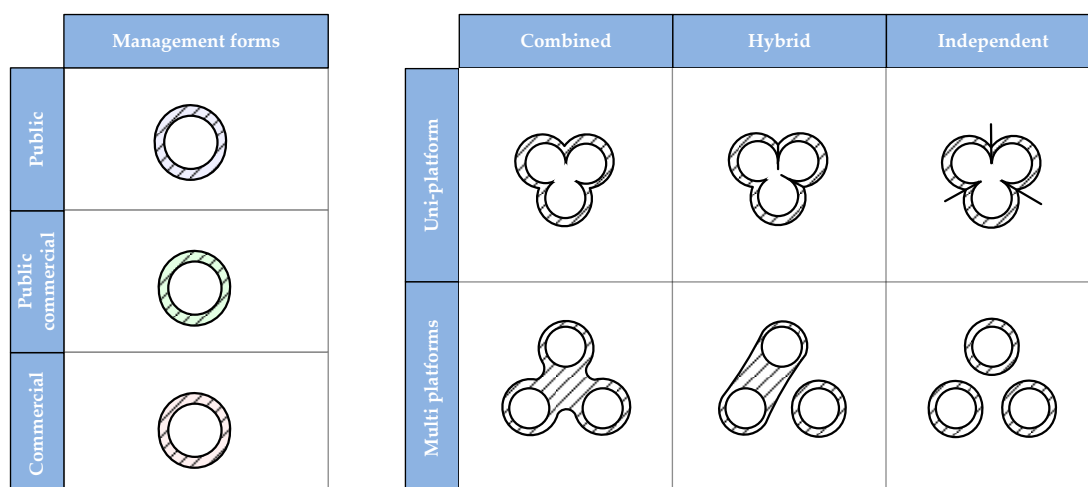 Management forms
Public
Public
commercial
Commercial
Combined
Hybrid
Independent
Uni-platform
Multi platforms